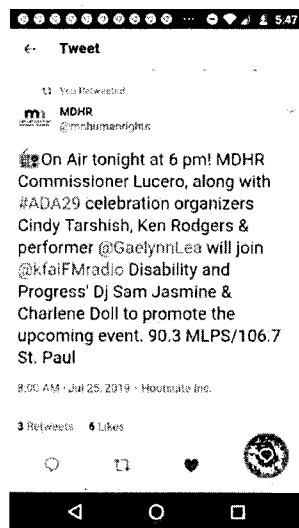 5:47
Tweet
You Retweeted
MDHR
@mnhumanrights
On Air tonight at 6 pm! MDHR
Commissioner Lucero, along with
#ADA29 celebration organizers
Cindy Tarshish, Ken Rodgers &
performer @GaelynnLea will join
@kfaiFMradio Disability and
Progress' Dj Sam Jasmine &
Charlene Doll to promote the
upcoming event. 90.3 MLPS/106.7
St. Paul
8:00 AM · Jul 25, 2019 · Hootsuite Inc.
3 Retweets 6 Likes